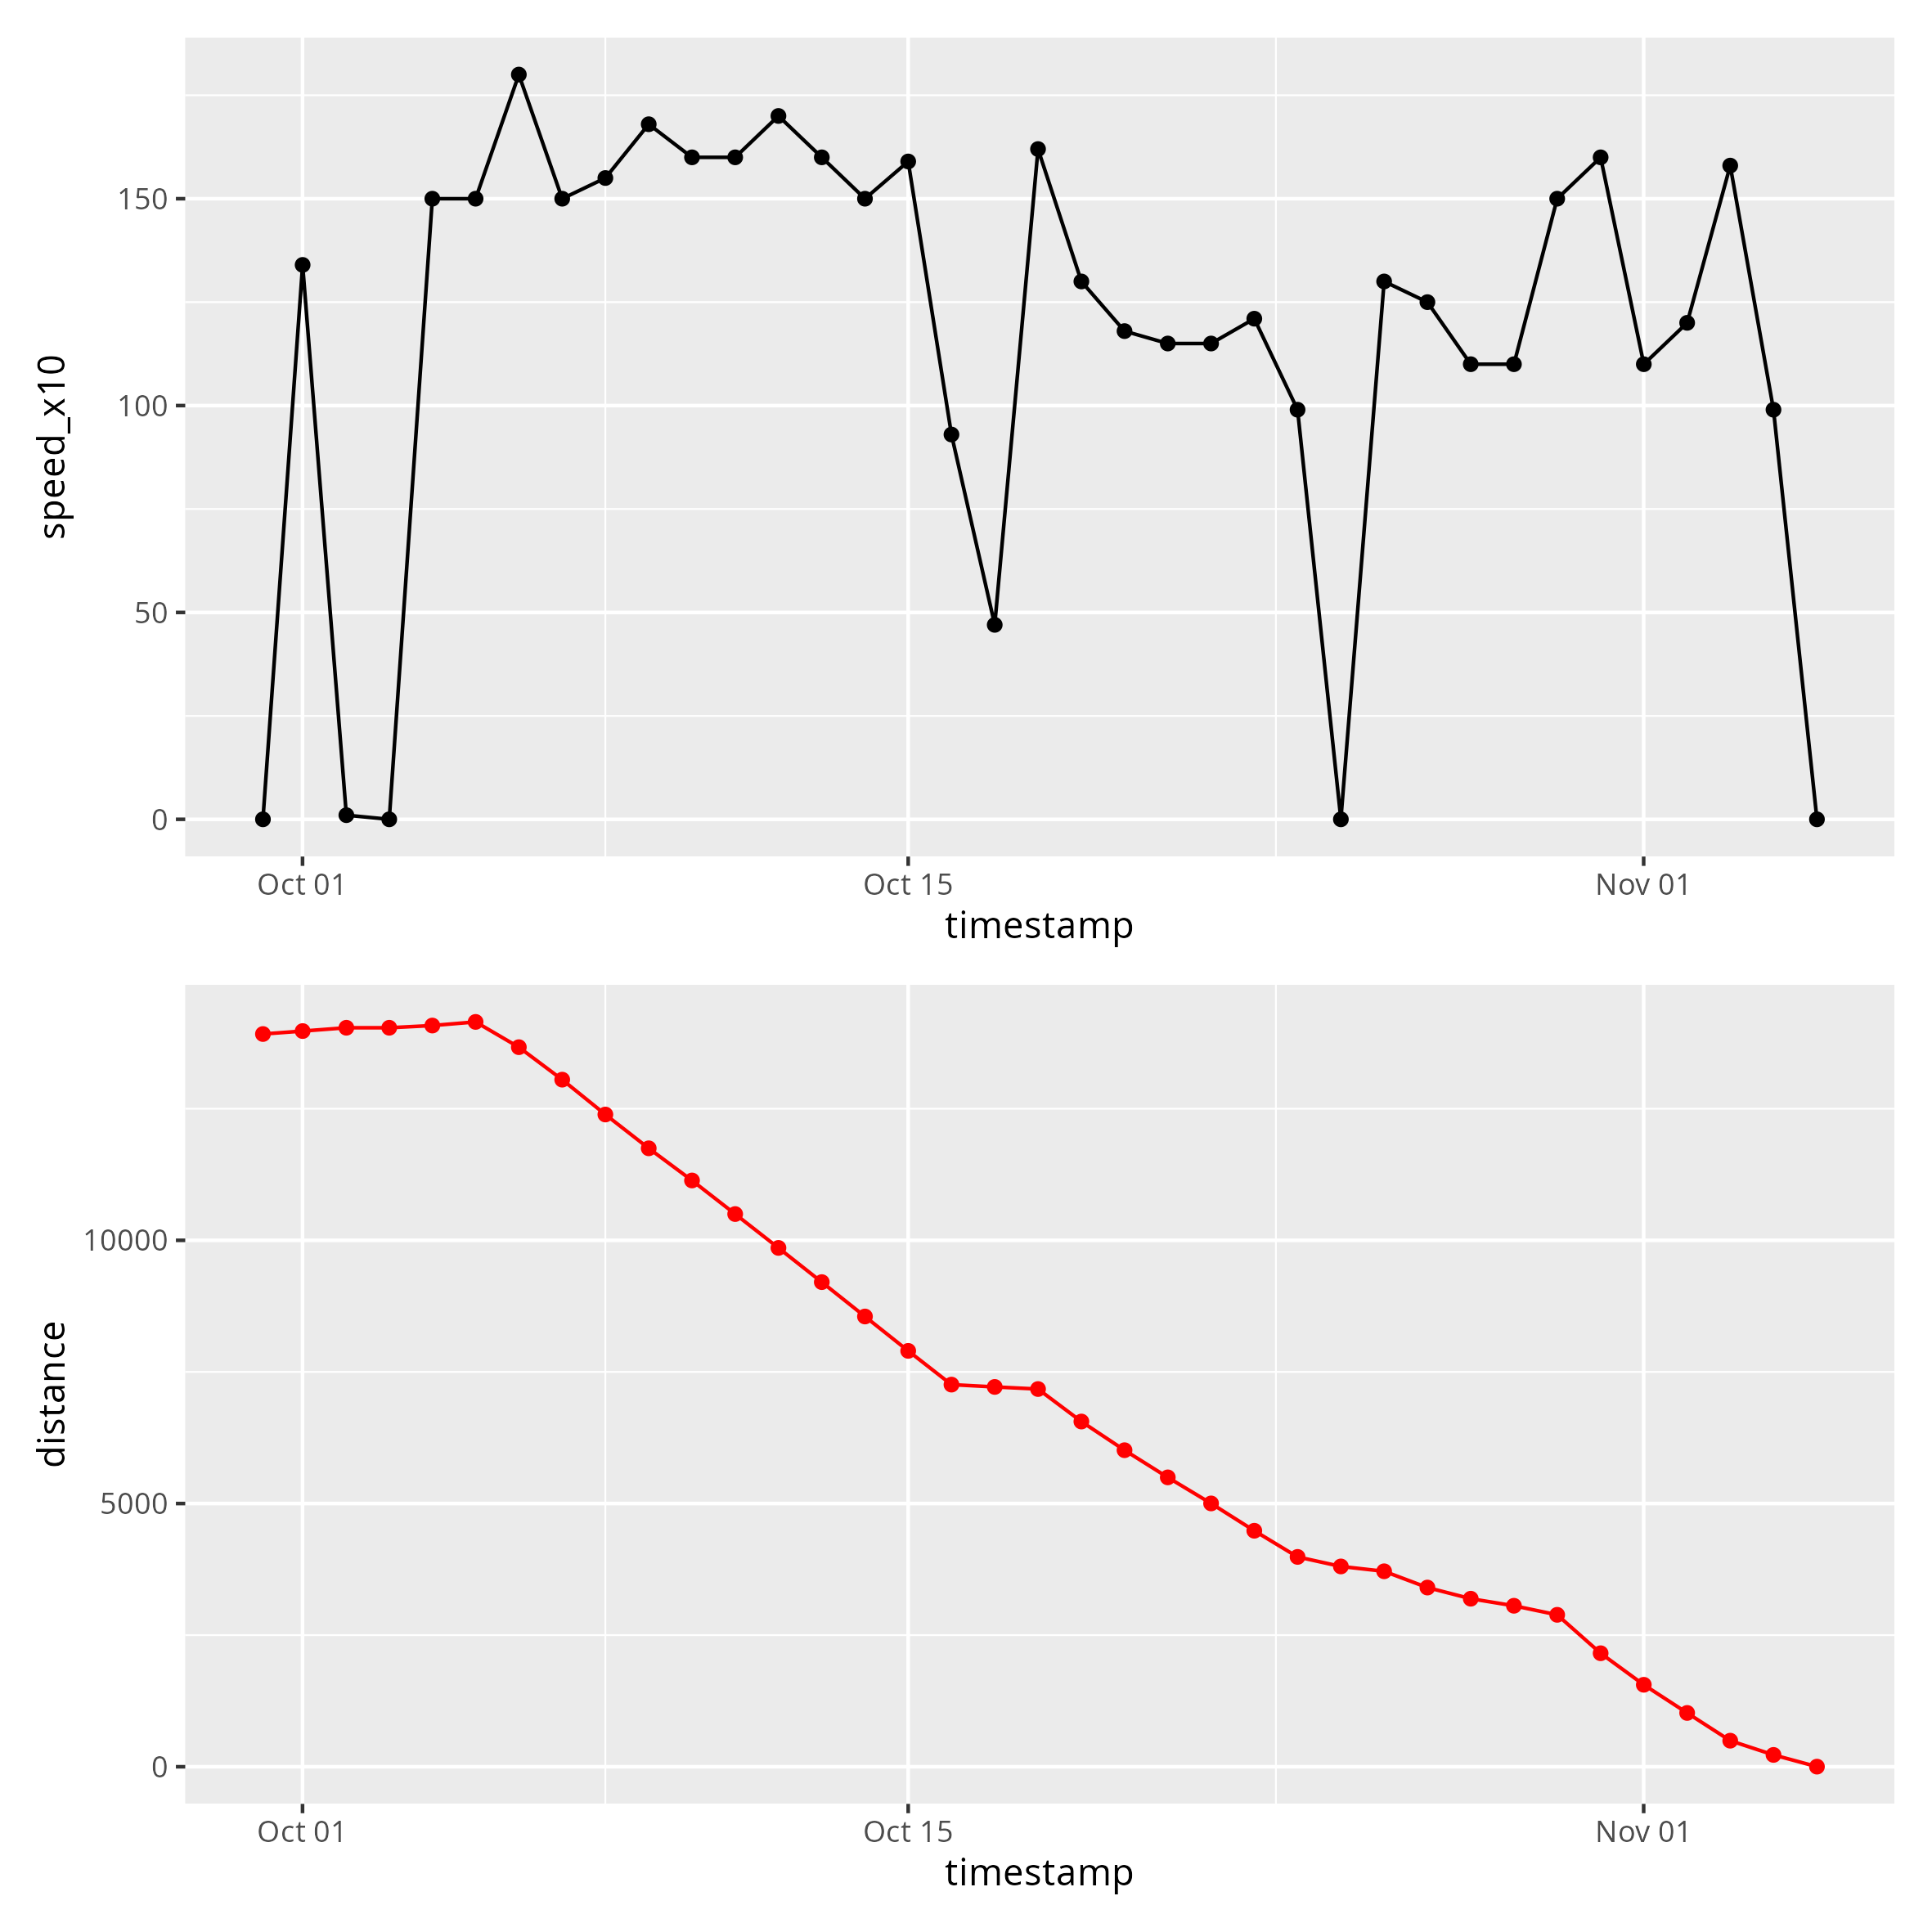 speed_x10
150
100
50
0
Oct 01 Oct 15 Nov 01
timestamp
distance
10000
5000
0
Oct 01 Oct 15 Nov 01
timestamp